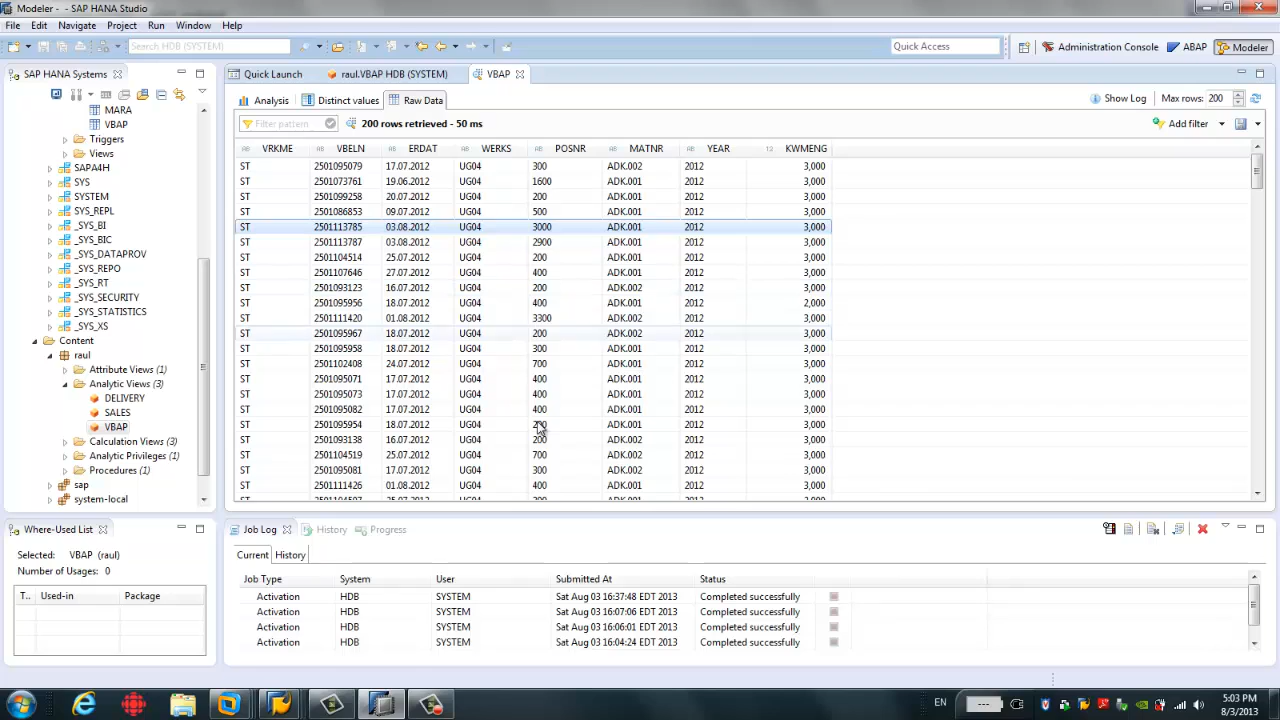 Modeler - - SAP HANA Studio
File Edit Navigate Project Run Window Help
Search HDB (SYSTEM)
Quick Access
Administration Console ABAP Modeler
SAP HANA Systems
Quick Launch raul.VBAP HDB (SYSTEM) VBAP
MARA
VBAP
Triggers
Views
SAPA4H
SYS
SYSTEM
SYS_REPL
_SYS_BI
_SYS_BIC
_SYS_DATAPROV
_SYS_REPO
_SYS_RT
_SYS_SECURITY
_SYS_STATISTICS
_SYS_XS
Content
raul
Attribute Views (1)
Analytic Views (3)
DELIVERY
SALES
VBAP
Calculation Views (3)
Analytic Privileges (1)
Procedures (1)
sap
system-local
Analysis Distinct values Raw Data
Show Log Max rows: 200
Filter pattern 200 rows retrieved - 50 ms
Add filter
VRKME VBELN ERDAT WERKS POSNR MATNR YEAR KWMENG
ST 2501095079 17.07.2012 UG04 300 ADK.002 2012 3,000
ST 2501073761 19.06.2012 UG04 1600 ADK.001 2012 3,000
ST 2501099258 20.07.2012 UG04 200 ADK.001 2012 3,000
ST 2501086853 09.07.2012 UG04 500 ADK.001 2012 3,000
ST 2501113785 03.08.2012 UG04 3000 ADK.001 2012 3,000
ST 2501113787 03.08.2012 UG04 2900 ADK.001 2012 3,000
ST 2501104514 25.07.2012 UG04 200 ADK.001 2012 3,000
ST 2501107646 27.07.2012 UG04 400 ADK.001 2012 3,000
ST 2501093123 16.07.2012 UG04 200 ADK.002 2012 3,000
ST 2501095956 18.07.2012 UG04 400 ADK.001 2012 2,000
ST 2501111420 01.08.2012 UG04 3300 ADK.002 2012 3,000
ST 2501095967 18.07.2012 UG04 200 ADK.002 2012 3,000
ST 2501095958 18.07.2012 UG04 300 ADK.001 2012 3,000
ST 2501102408 24.07.2012 UG04 700 ADK.001 2012 3,000
ST 2501095071 17.07.2012 UG04 400 ADK.001 2012 3,000
ST 2501095073 17.07.2012 UG04 400 ADK.001 2012 3,000
ST 2501095082 17.07.2012 UG04 400 ADK.001 2012 3,000
ST 2501095954 18.07.2012 UG04 ADK.001 2012 3,000
ST 2501093138 16.07.2012 UG04 200 ADK.002 2012 3,000
ST 2501104519 25.07.2012 UG04 700 ADK.002 2012 3,000
ST 2501095081 17.07.2012 UG04 300 ADK.002 2012 3,000
ST 2501111426 01.08.2012 UG04 400 ADK.001 2012 3,000
Where-Used List
Selected: VBAP (raul)
Number of Usages: 0
T.. Used-in Package
Job Log History Progress
Current History
Job Type System User Submitted At Status
Activation HDB SYSTEM Sat Aug 03 16:37:48 EDT 2013 Completed successfully
Activation HDB SYSTEM Sat Aug 03 16:07:06 EDT 2013 Completed successfully
Activation HDB SYSTEM Sat Aug 03 16:06:01 EDT 2013 Completed successfully
Activation HDB SYSTEM Sat Aug 03 16:04:24 EDT 2013 Completed successfully
EN
5:03 PM
8/3/2013